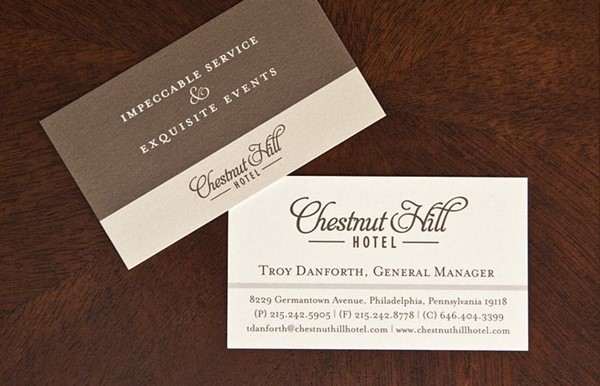 IMPECCABLE SERVICE
&
EXQUISITE EVENTS
Chestnut Hill
HOTEL
Chestnut Hill
HOTEL
TROY DANFORTH, GENERAL MANAGER
8229 Germantown Avenue, Philadelphia, Pennsylvania 19118
(P) 215.242.5905 | (F) 215.242.8778 | (C) 646.404.3399
tdanforth@chestnuthillhotel.com | www.chestnuthillhotel.com